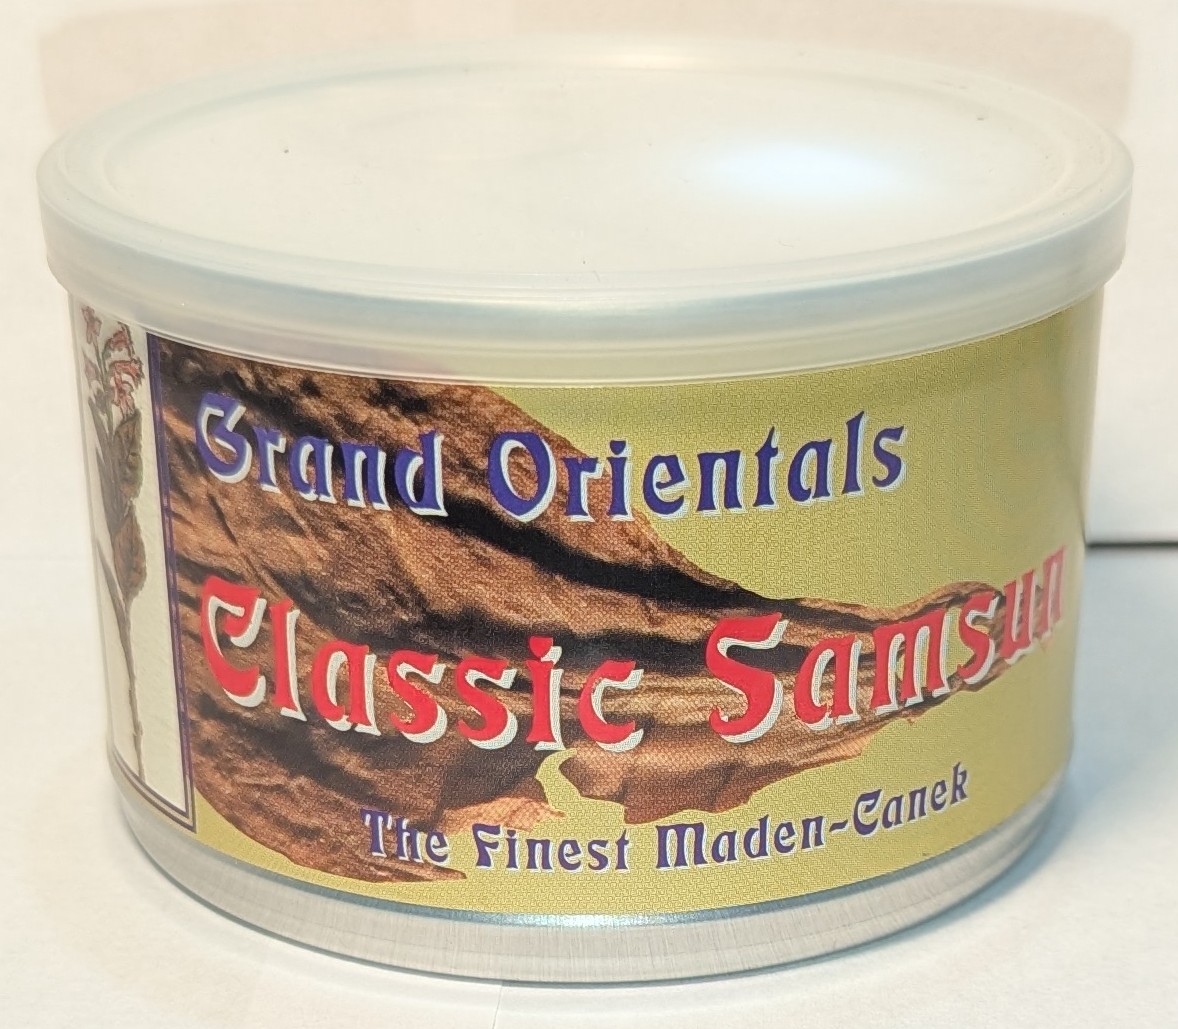 Grand Orientals
Classic Samsun
The Finest Maden-Canek